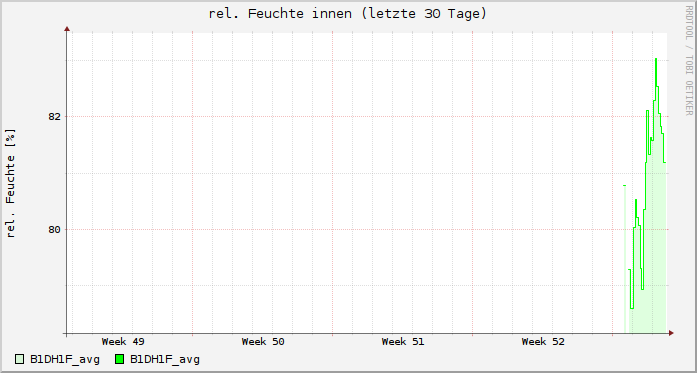 rel. Feuchte innen (letzte 30 Tage)
RRDTOOL / TOBI OETIKER
rel. Feuchte [%]
82
80
Week 49 Week 50 Week 51 Week 52
B1DH1F_avg B1DH1F_avg